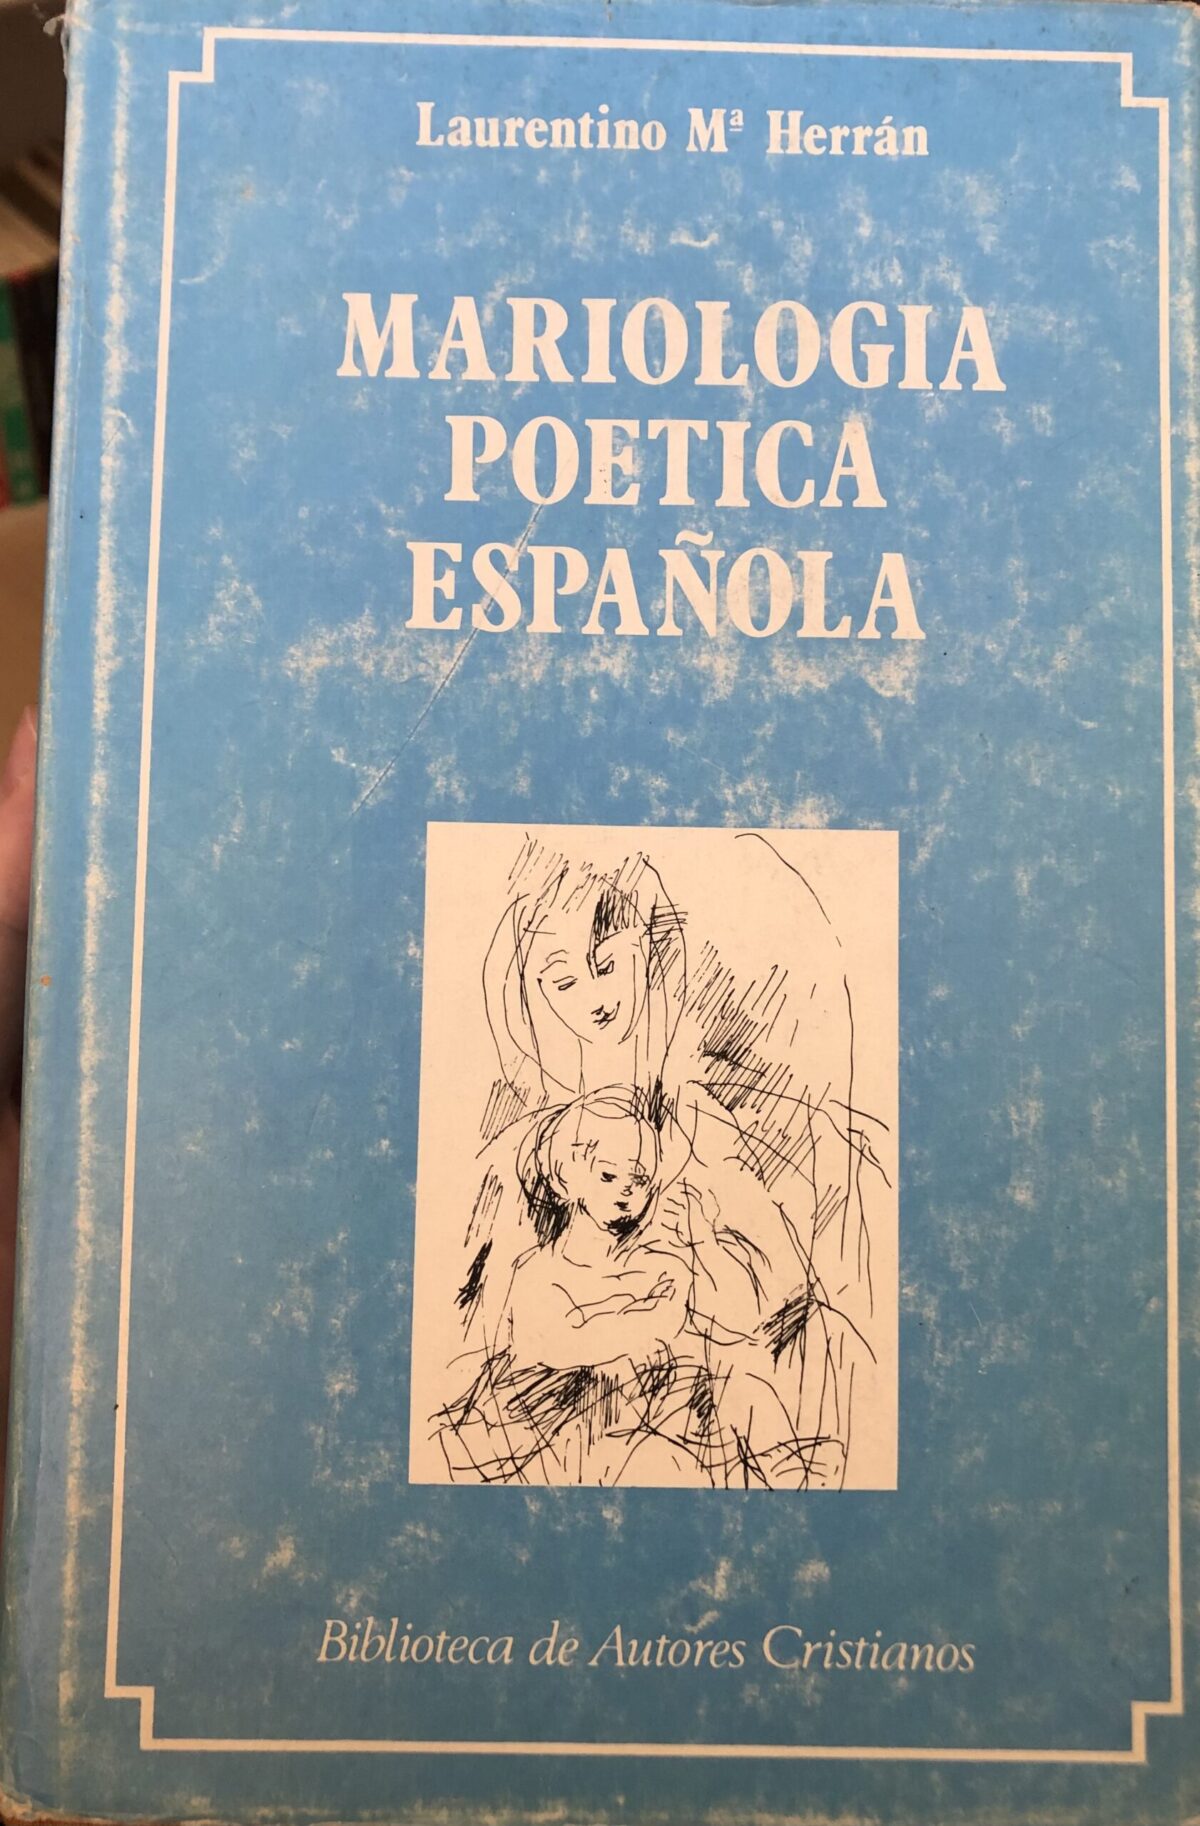 Laurentino Mª Herrán
MARIOLOGIA
POETICA
ESPAÑOLA
Biblioteca de Autores Cristianos